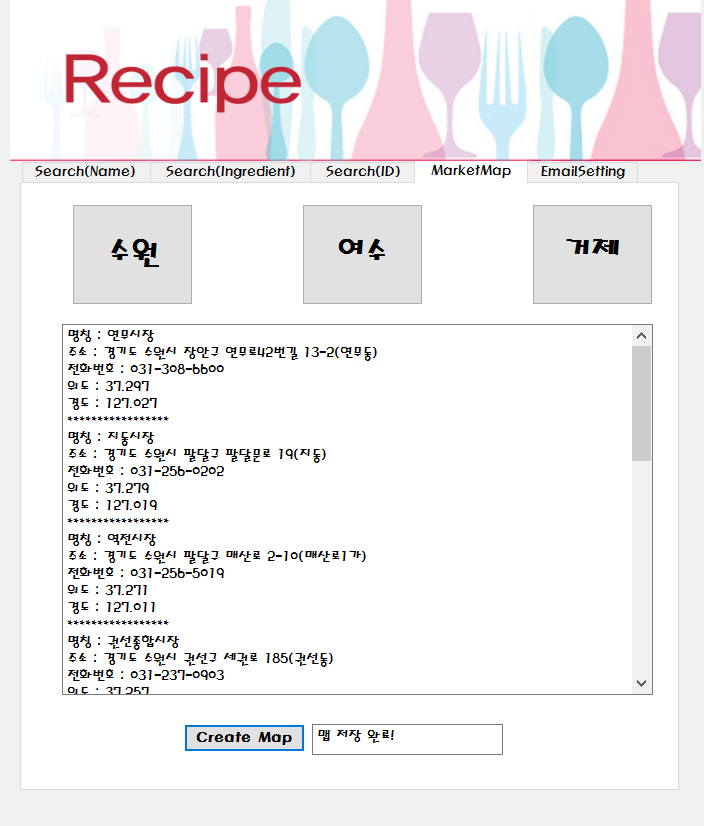 Recipe
Search(Name) Search(Ingredient) Search(ID) MarketMap EmailSetting
수원 여수 거제
명칭 : 연무시장
주소 : 경기도 수원시 장안구 연무로42번길 13-2(연무동)
전화번호 : 031-308-6600
위도 : 37.297
경도 : 127.027
*****************
명칭 : 지동시장
주소 : 경기도 수원시 팔달구 팔달문로 19(지동)
전화번호 : 031-256-0202
위도 : 37.279
경도 : 127.019
*****************
명칭 : 역전시장
주소 : 경기도 수원시 팔달구 매산로 2-10(매산로1가)
전화번호 : 031-256-5019
위도 : 37.271
경도 : 127.011
*****************
명칭 : 권선종합시장
주소 : 경기도 수원시 권선구 세권로 185(권선동)
전화번호 : 031-237-0903
위도 : 37.257
Create Map 맵 저장 완료!